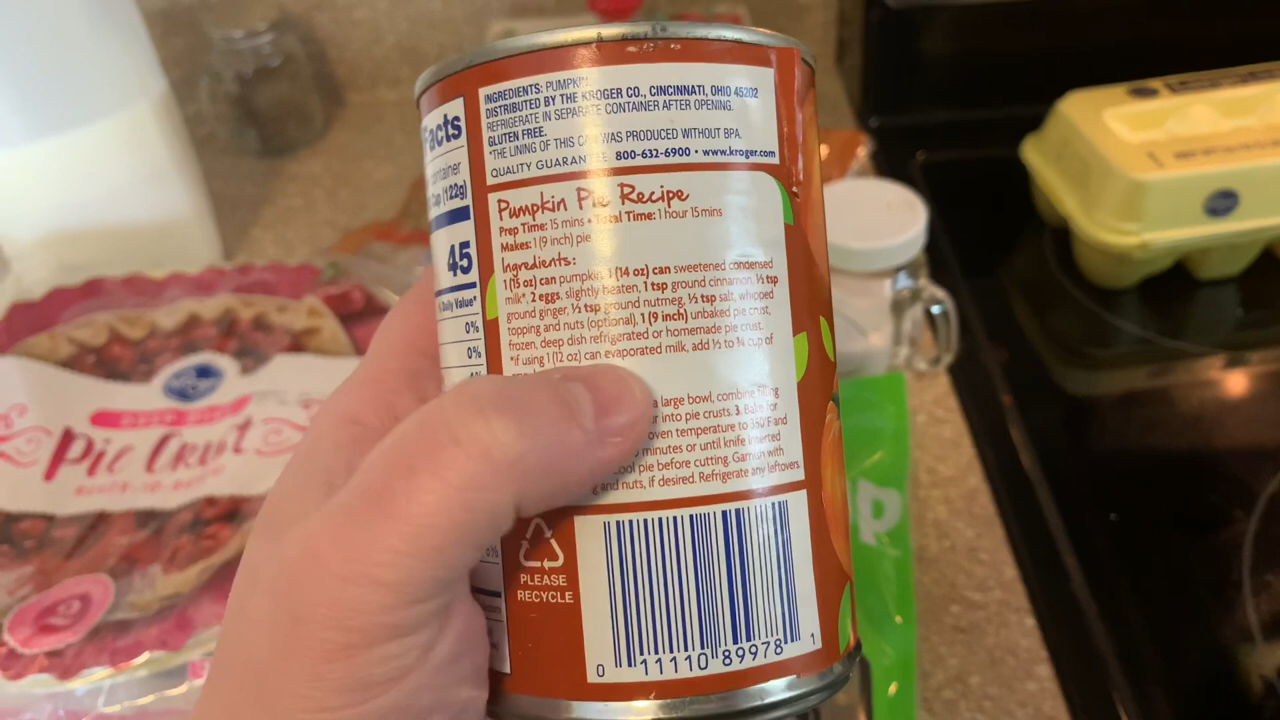 acts
ontainer
Cup (122g)
45
% Daily Value*
0%
0%
INGREDIENTS: PUMPKIN.
DISTRIBUTED BY THE KROGER CO., CINCINNATI, OHIO 45202
REFRIGERATE IN SEPARATE CONTAINER AFTER OPENING.
GLUTEN FREE.
*THE LINING OF THIS CAN WAS PRODUCED WITHOUT BPA.
QUALITY GUARANTEE 800-632-6900 • www.kroger.com
Pumpkin Pie Recipe
Prep Time: 15 mins • Total Time: 1 hour 15 mins
Makes: 1 (9 inch) pie
Ingredients:
1 (15 oz) can pumpkin, 1 (14 oz) can sweetened condensed
milk*, 2 eggs, slightly beaten, 1 tsp ground cinnamon, ½ tsp
ground ginger, ½ tsp ground nutmeg, ½ tsp salt, whipped
topping and nuts (optional), 1 (9 inch) unbaked pie crust,
frozen, deep dish refrigerated or homemade pie crust.
*if using 1 (12 oz) can evaporated milk, add ½ to ¾ cup of
a large bowl, combine filling
ur into pie crusts. 3. Bake for
oven temperature to 350°F and
minutes or until knife inserted
ool pie before cutting. Garnish with
g and nuts, if desired. Refrigerate any leftovers
PLEASE
RECYCLE
0 11110 89978 1
Kroger
Pie Crust
P